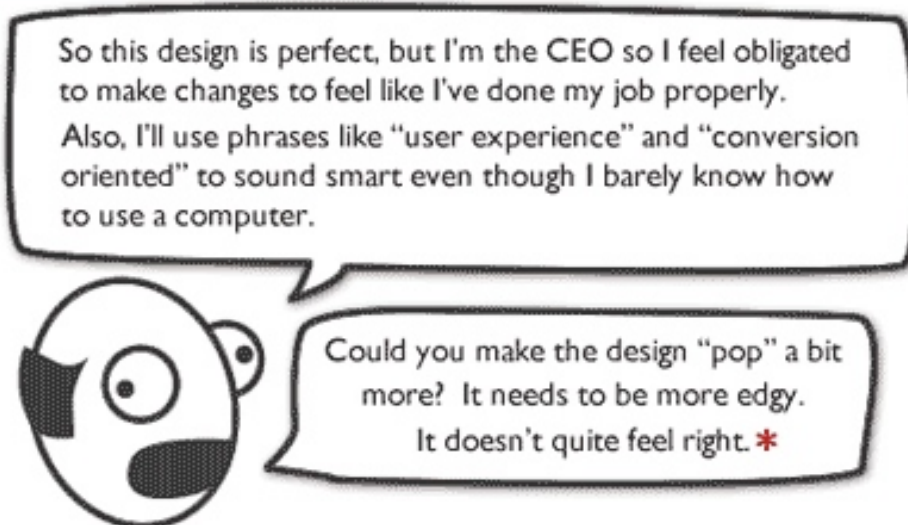 So this design is perfect, but I'm the CEO so I feel obligated
to make changes to feel like I've done my job properly.
Also, I'll use phrases like “user experience” and “conversion
oriented” to sound smart even though I barely know how
to use a computer.
Could you make the design “pop” a bit
more? It needs to be more edgy.
It doesn't quite feel right.*